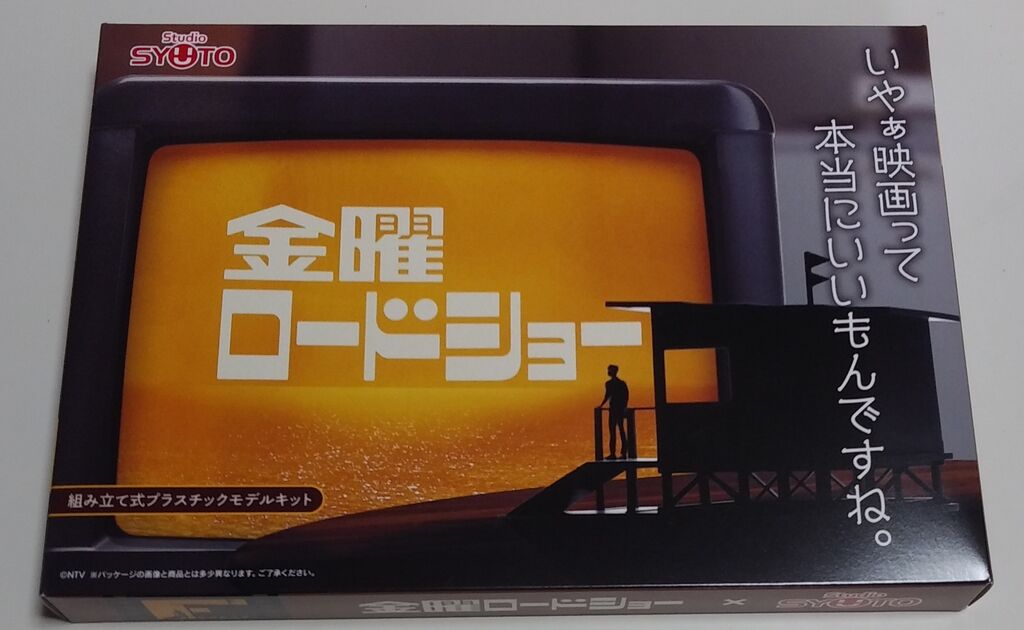 Studio
SYUTO
いやぁ映画って
本当にいいもんですね。
金曜
ロードショー
組み立て式プラスチックモデルキット
©NTV ※パッケージの画像と商品とは多少異なります。ご了承ください。
金曜ロードショー × Studio SYUTO